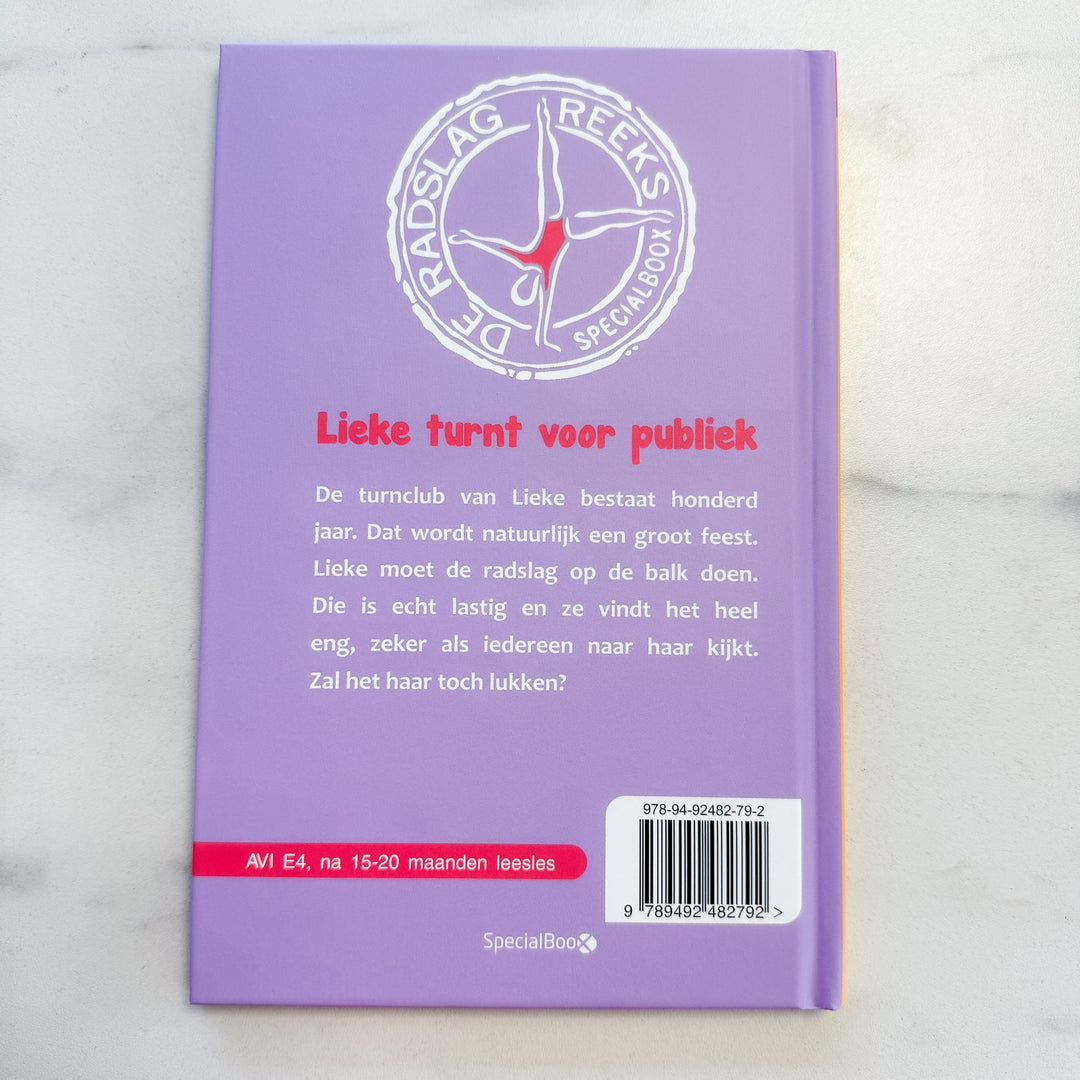 DE RADSLAG REEKS
SPECIALBOOX
Lieke turnt voor publiek
De turnclub van Lieke bestaat honderd
jaar. Dat wordt natuurlijk een groot feest.
Lieke moet de radslag op de balk doen.
Die is echt lastig en ze vindt het heel
eng, zeker als iedereen naar haar kijkt.
Zal het haar toch lukken?
978-94-92482-79-2
AVI E4, na 15-20 maanden leesles
9 789492 482792 >
SpecialBoox